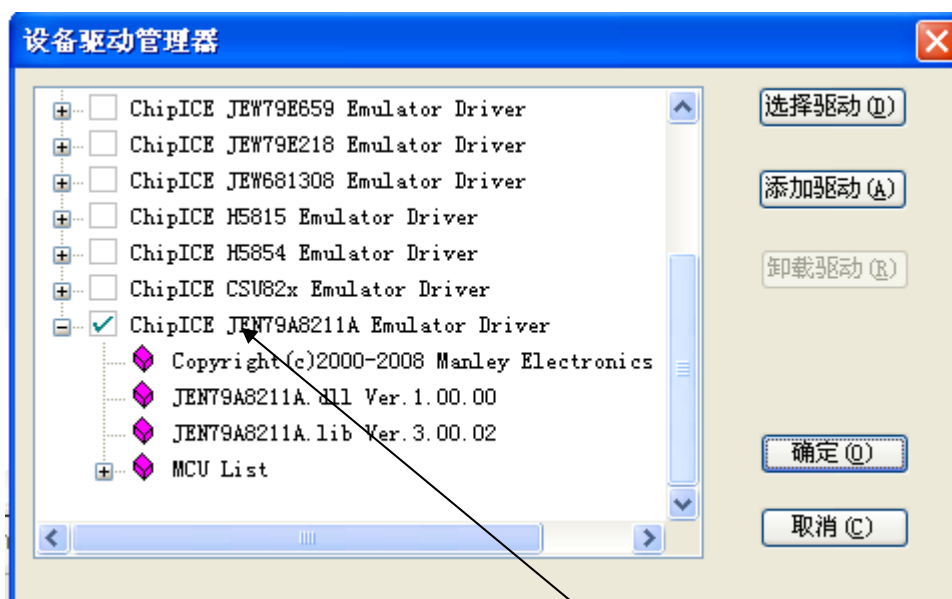 设备驱动管理器
ChipICE JEW79E659 Emulator Driver
ChipICE JEW79E218 Emulator Driver
ChipICE JEW681308 Emulator Driver
ChipICE H5815 Emulator Driver
ChipICE H5854 Emulator Driver
ChipICE CSU82x Emulator Driver
ChipICE JEN79A8211A Emulator Driver
Copyright(c)2000-2008 Manley Electronics
JEN79A8211A.dll Ver.1.00.00
JEN79A8211A.lib Ver.3.00.02
MCU List
选择驱动(D)
添加驱动(A)
卸载驱动(R)
确定(O)
取消(C)